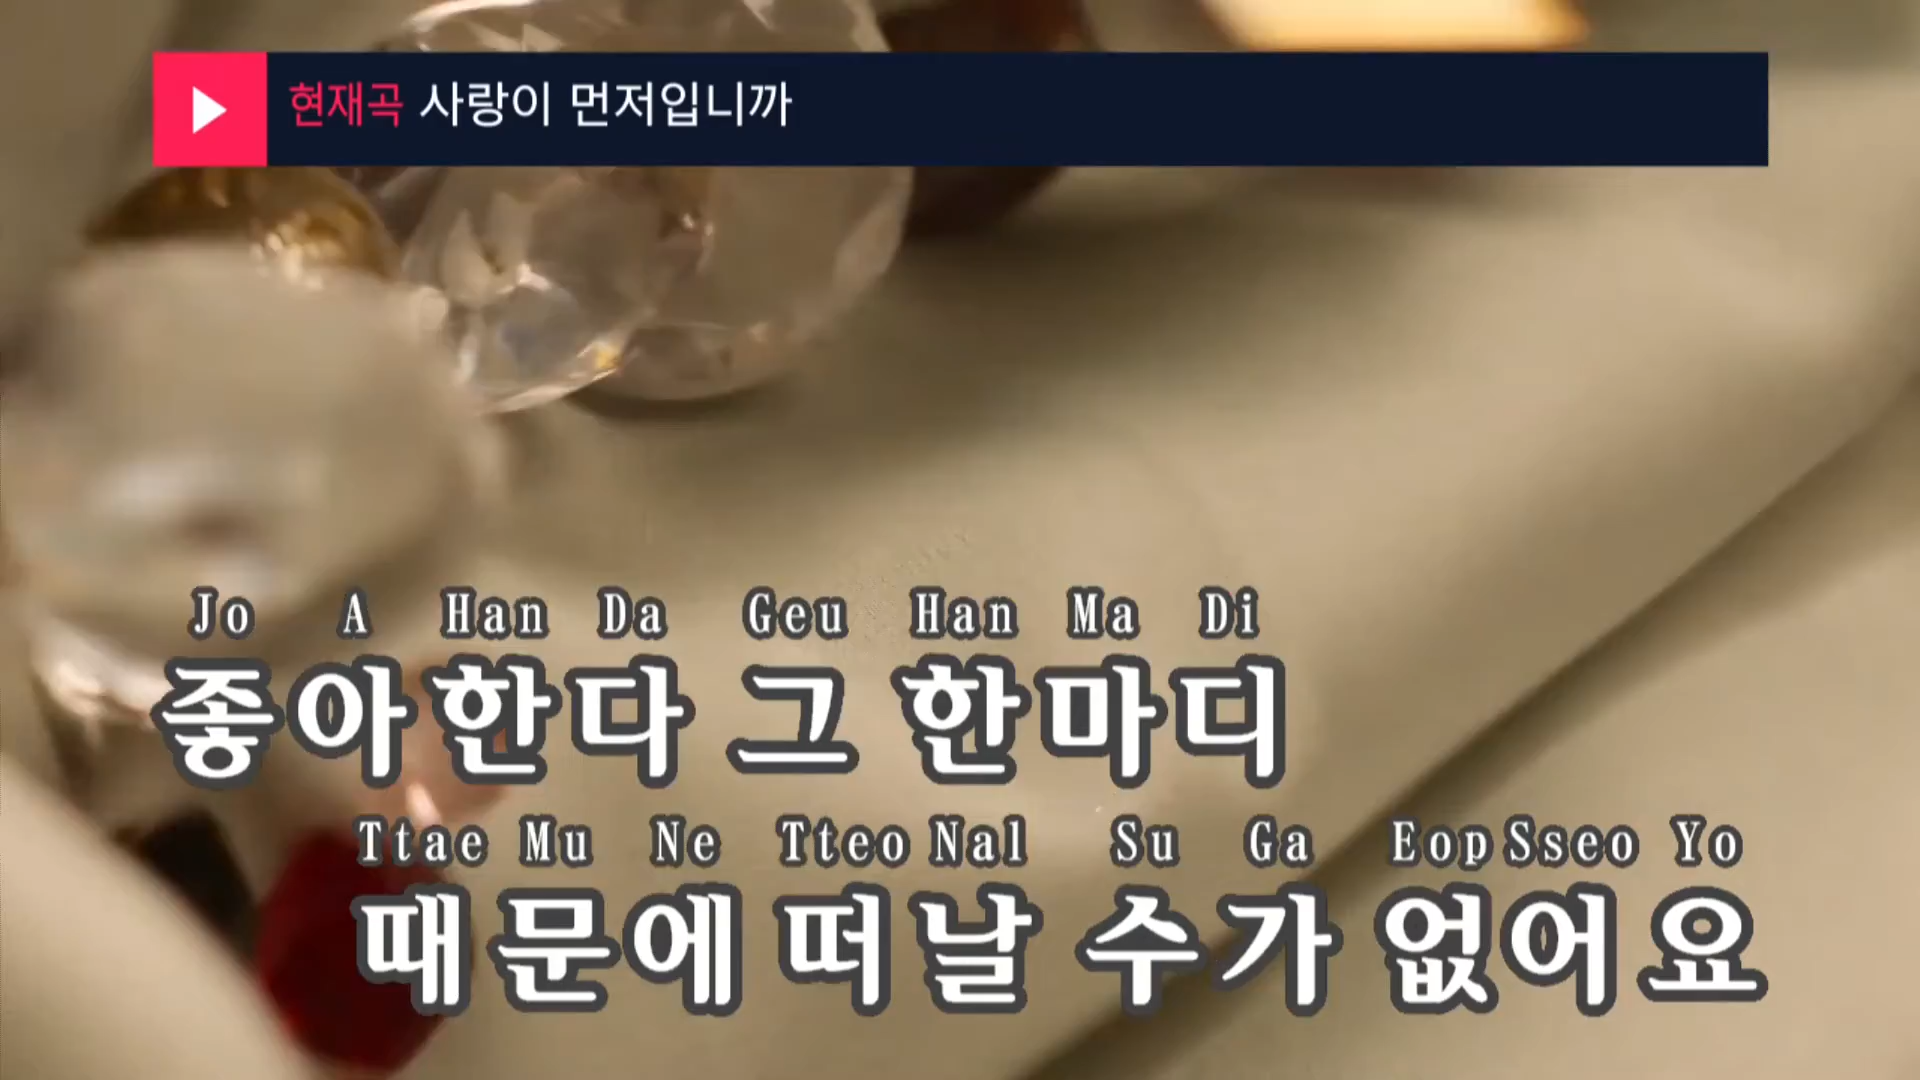 현재곡 사랑이 먼저입니까
Jo A Han Da Geu Han Ma Di
좋아한다 그 한마디
Ttae Mu Ne Tteo Nal Su Ga Eop Sseo Yo
때문에 떠날 수가 없어요